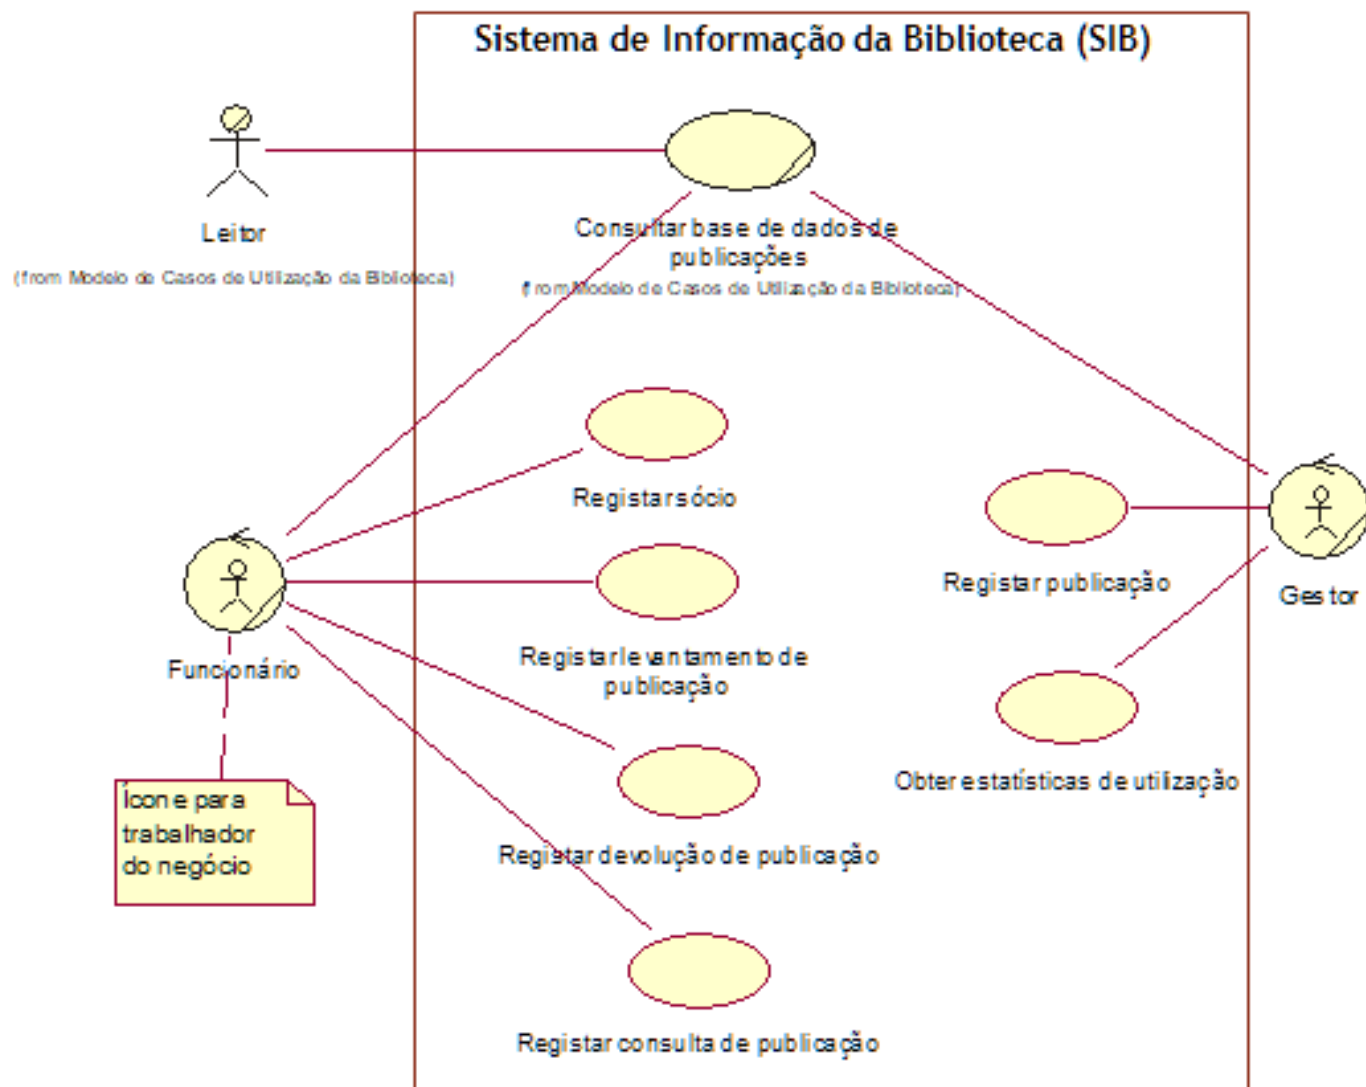 Sistema de Informação da Biblioteca (SIB)
Leitor
(from Modelo de Casos de Utilização da Biblioteca)
Consultar base de dados de
publicações
(from Modelo de Casos de Utilização da Biblioteca)
Registar sócio
Registar publicação
Gestor
Funcionário
Registar levantamento de
publicação
Ícone para
trabalhador
do negócio
Obter estatísticas de utilização
Registar devolução de publicação
Registar consulta de publicação